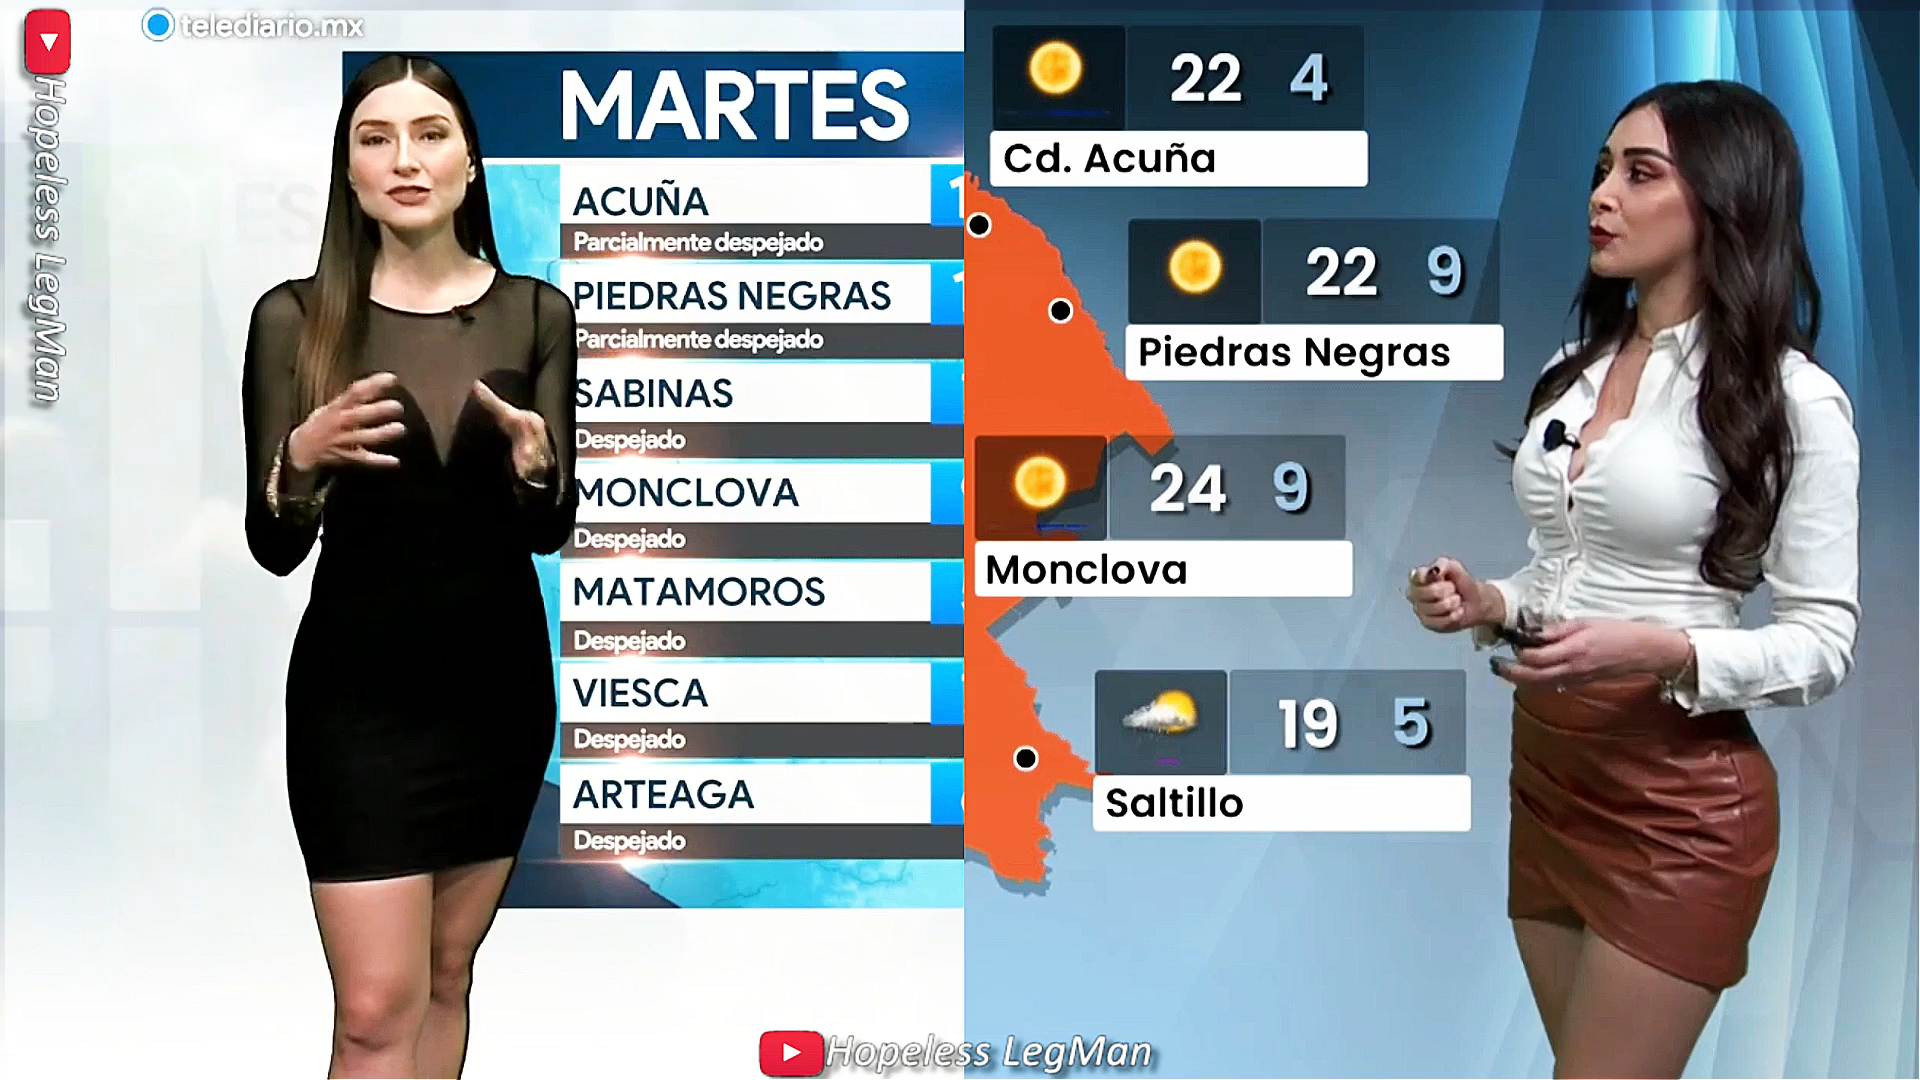 telediario.mx
Hopeless LegMan
MARTES
ACUÑA
Parcialmente despejado
PIEDRAS NEGRAS
Parcialmente despejado
SABINAS
Despejado
MONCLOVA
Despejado
MATAMOROS
Despejado
VIESCA
Despejado
ARTEAGA
Despejado
22 4
Cd. Acuña
22 9
Piedras Negras
24 9
Monclova
19 5
Saltillo
Hopeless LegMan